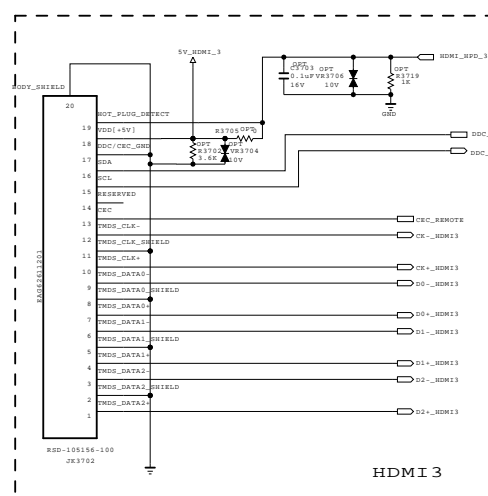 5V_HDMI_3
HDMI_HPD_3
OPT
C3703
0.1uF
16V
OPT
VR3706
10V
OPT
R3719
1K
GND
BODY_SHIELD
20
HOT_PLUG_DETECT
19
VDD[+5V]
R3705
OPT
0
18
DDC/CEC_GND
OPT
R3702
3.6K
OPT
VR3704
10V
DDC_
17
SDA
16
SCL
DDC_
15
RESERVED
14
CEC
13
TMDS_CLK-
CEC_REMOTE
12
TMDS_CLK_SHIELD
CK-_HDMI3
11
TMDS_CLK+
10
TMDS_DATA0-
CK+_HDMI3
9
TMDS_DATA0_SHIELD
D0-_HDMI3
8
TMDS_DATA0+
7
TMDS_DATA1-
D0+_HDMI3
6
TMDS_DATA1_SHIELD
D1-_HDMI3
5
TMDS_DATA1+
4
TMDS_DATA2-
D1+_HDMI3
3
TMDS_DATA2_SHIELD
D2-_HDMI3
2
TMDS_DATA2+
1
D2+_HDMI3
EAG62611201
RSD-105156-100
JK3702
HDMI3